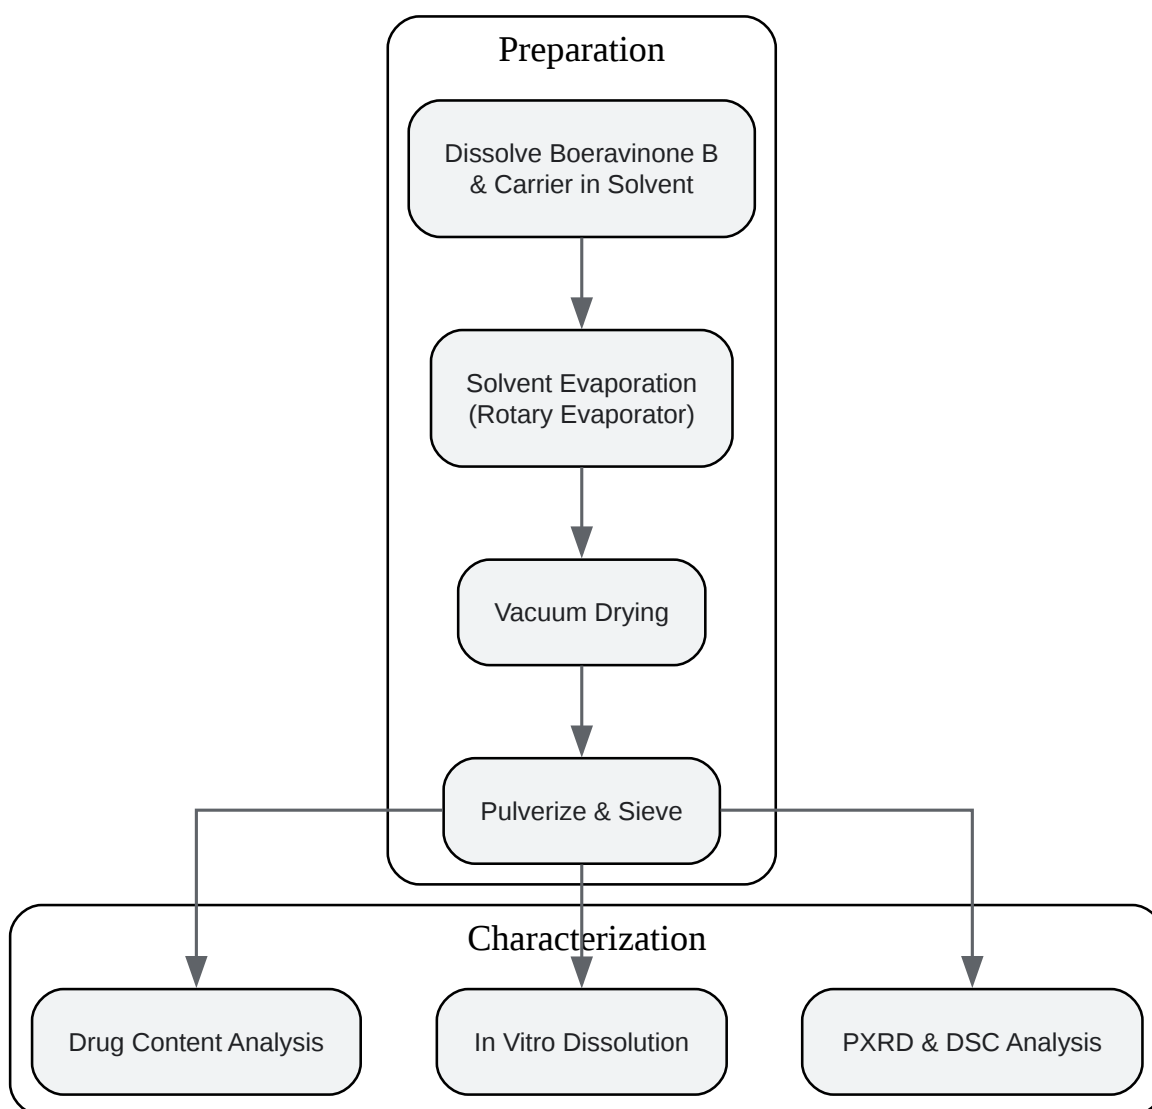 Preparation
Dissolve Boeravinone B
& Carrier in Solvent
Solvent Evaporation
(Rotary Evaporator)
Vacuum Drying
Pulverize & Sieve
Characterization
Drug Content Analysis
In Vitro Dissolution
PXRD & DSC Analysis